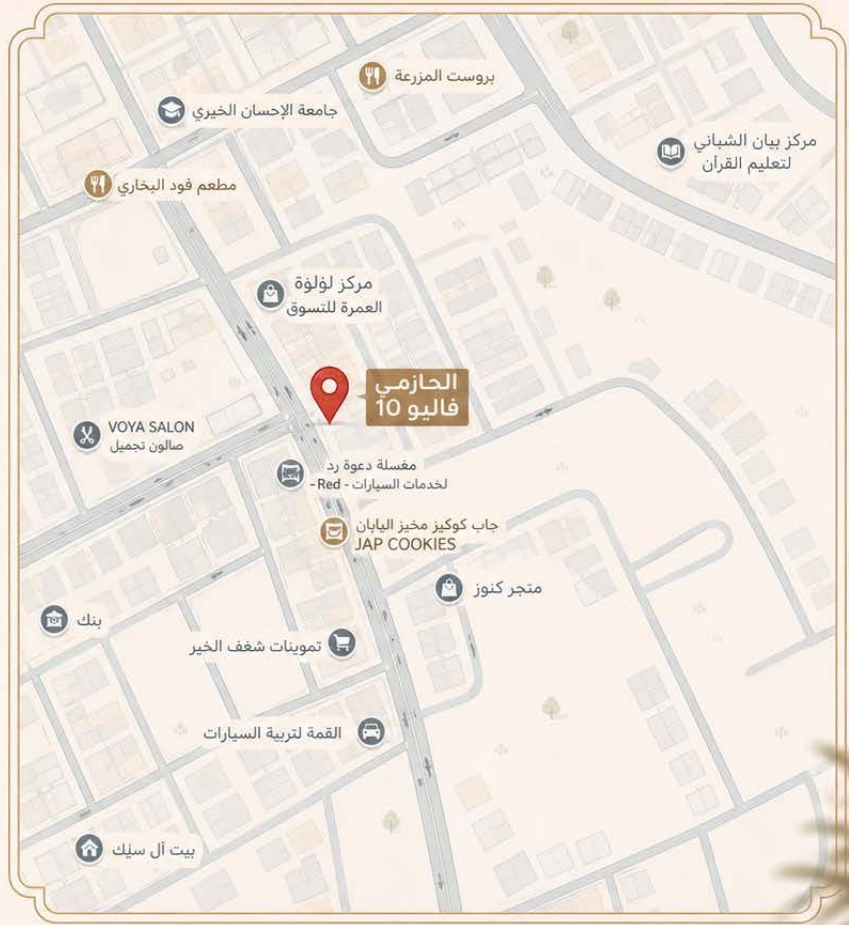 بروست المزرعة
جامعة الإحسان الخيري
مركز بيان الشباني
لتعليم القرآن
مطعم فود البخاري
مركز لؤلؤة
العمرة للتسوق
الحازمي
فاليو 10
VOYA SALON
صالون تجميل
مغسلة دعوة رد
لخدمات السيارات - Red-
جاب كوكيز مخيز اليابان
JAP COOKIES
متجر كنوز
بنك
تموينات شغف الخير
القمة لتربية السيارات
بيت آل سيّك